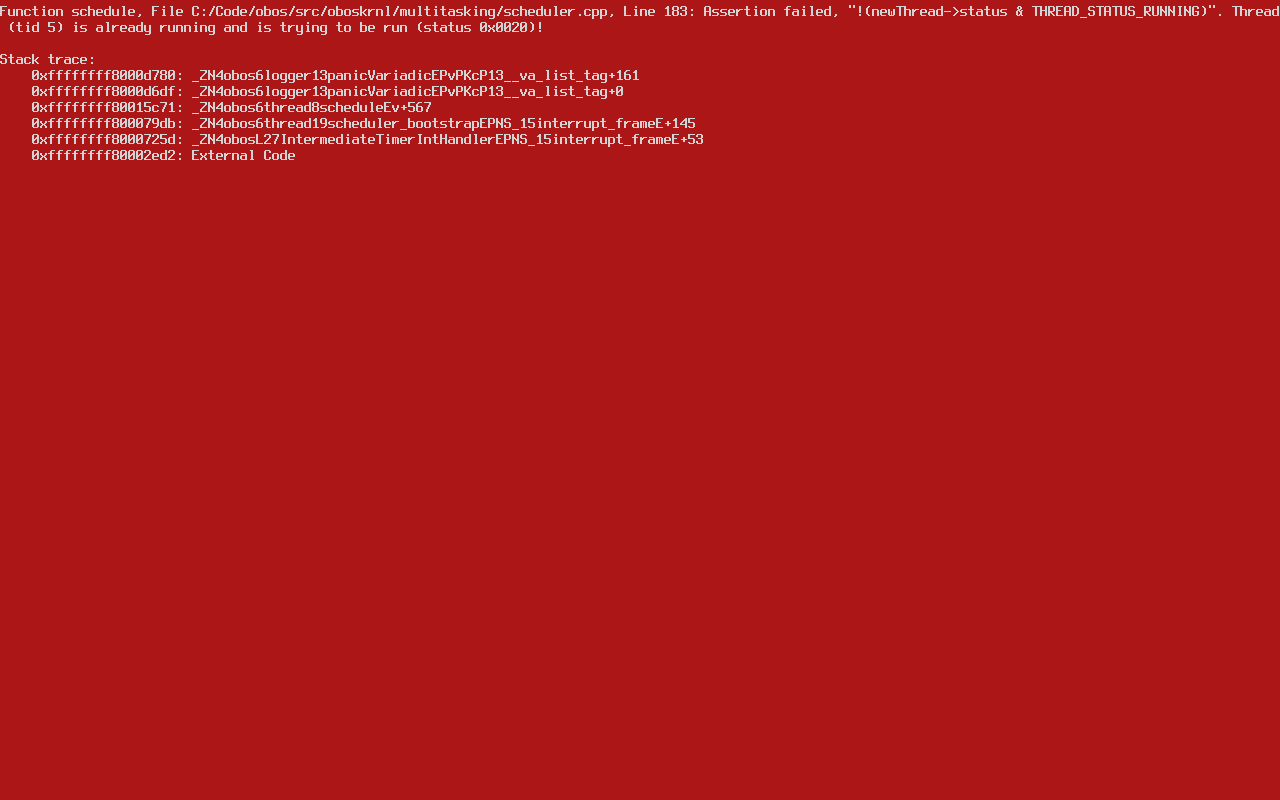 Function schedule, File C:/Code/obos/src/oboskrnl/multitasking/scheduler.cpp, Line 183: Assertion failed, "!(newThread->status & THREAD_STATUS_RUNNING)". Thread
(tid 5) is already running and is trying to be run (status 0x0020)!
Stack trace:
0xffffffff8000d780: _ZN4obos6logger13panicVariadicEPvPKcP13__va_list_tag+161
0xffffffff8000d6df: _ZN4obos6logger13panicVariadicEPvPKcP13__va_list_tag+0
0xffffffff80015c71: _ZN4obos6thread8scheduleEv+567
0xffffffff800079db: _ZN4obos6thread19scheduler_bootstrapEPNS_15interrupt_frameE+145
0xffffffff8000725d: _ZN4obosL27IntermediateTimerIntHandlerEPNS_15interrupt_frameE+53
0xffffffff80002ed2: External Code